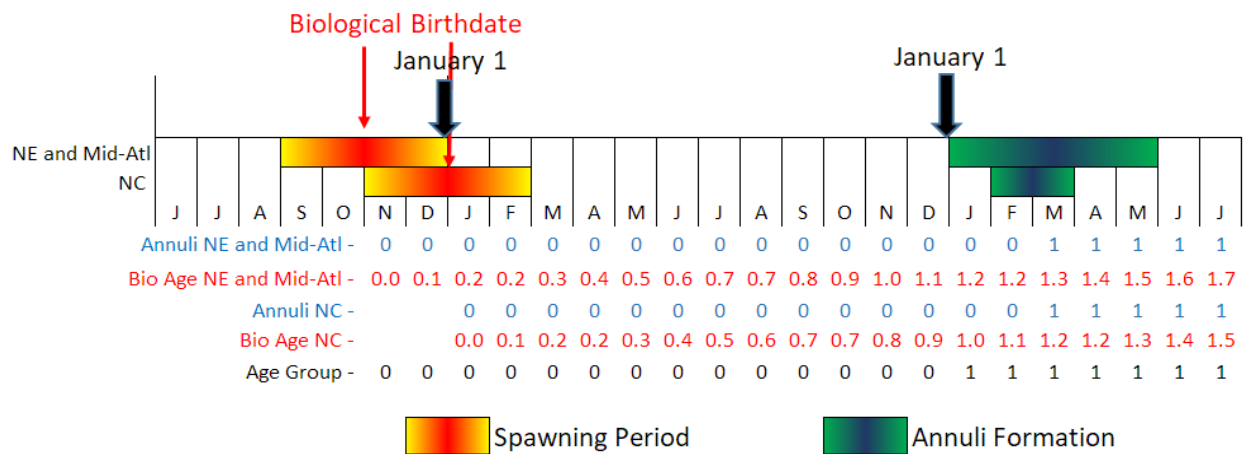 Biological Birthdate
January 1
January 1
NE and Mid-Atl
NC
J J A S O N D J F M A M J J A S O N D J F M A M J J
Annuli NE and Mid-Atl - 0 0 0 0 0 0 0 0 0 0 0 0 0 0 0 0 1 1 1 1 1
Bio Age NE and Mid-Atl - 0.0 0.1 0.2 0.2 0.3 0.4 0.5 0.6 0.7 0.7 0.8 0.9 1.0 1.1 1.2 1.2 1.3 1.4 1.5 1.6 1.7
Annuli NC - 0 0 0 0 0 0 0 0 0 0 0 0 0 0 1 1 1 1 1
Bio Age NC - 0.0 0.1 0.2 0.2 0.3 0.4 0.5 0.6 0.7 0.7 0.8 0.9 1.0 1.1 1.2 1.2 1.3 1.4 1.5
Age Group - 0 0 0 0 0 0 0 0 0 0 0 0 0 0 1 1 1 1 1 1 1
Spawning Period
Annuli Formation